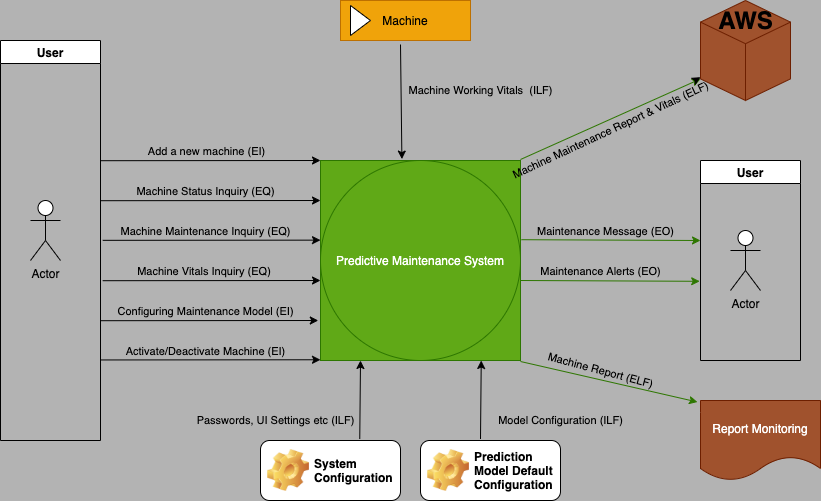 Machine
AWS
User
Machine Working Vitals (ILF)
Machine Maintenance Report & Vitals (ELF)
Add a new machine (EI)
Machine Status Inquiry (EQ)
Machine Maintenance Inquiry (EQ)
Machine Vitals Inquiry (EQ)
Configuring Maintenance Model (EI)
Activate/Deactivate Machine (EI)
Actor
Predictive Maintenance System
User
Maintenance Message (EO)
Maintenance Alerts (EO)
Actor
Machine Report (ELF)
Report Monitoring
Passwords, UI Settings etc (ILF)
Model Configuration (ILF)
System
Configuration
Prediction
Model Default
Configuration